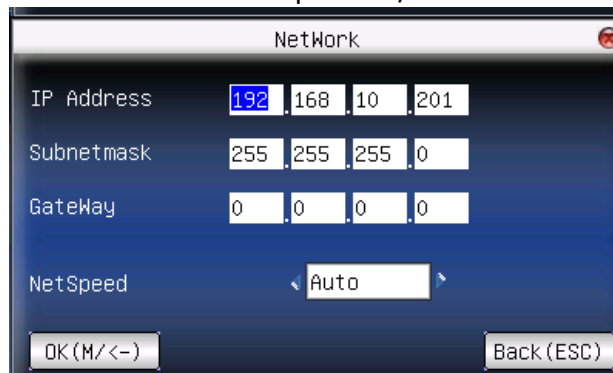 NetWork
IP Address 192.168.10.201
Subnetmask 255.255.255.0
GateWay 0.0.0.0
NetSpeed Auto
OK(M/<-) Back(ESC)